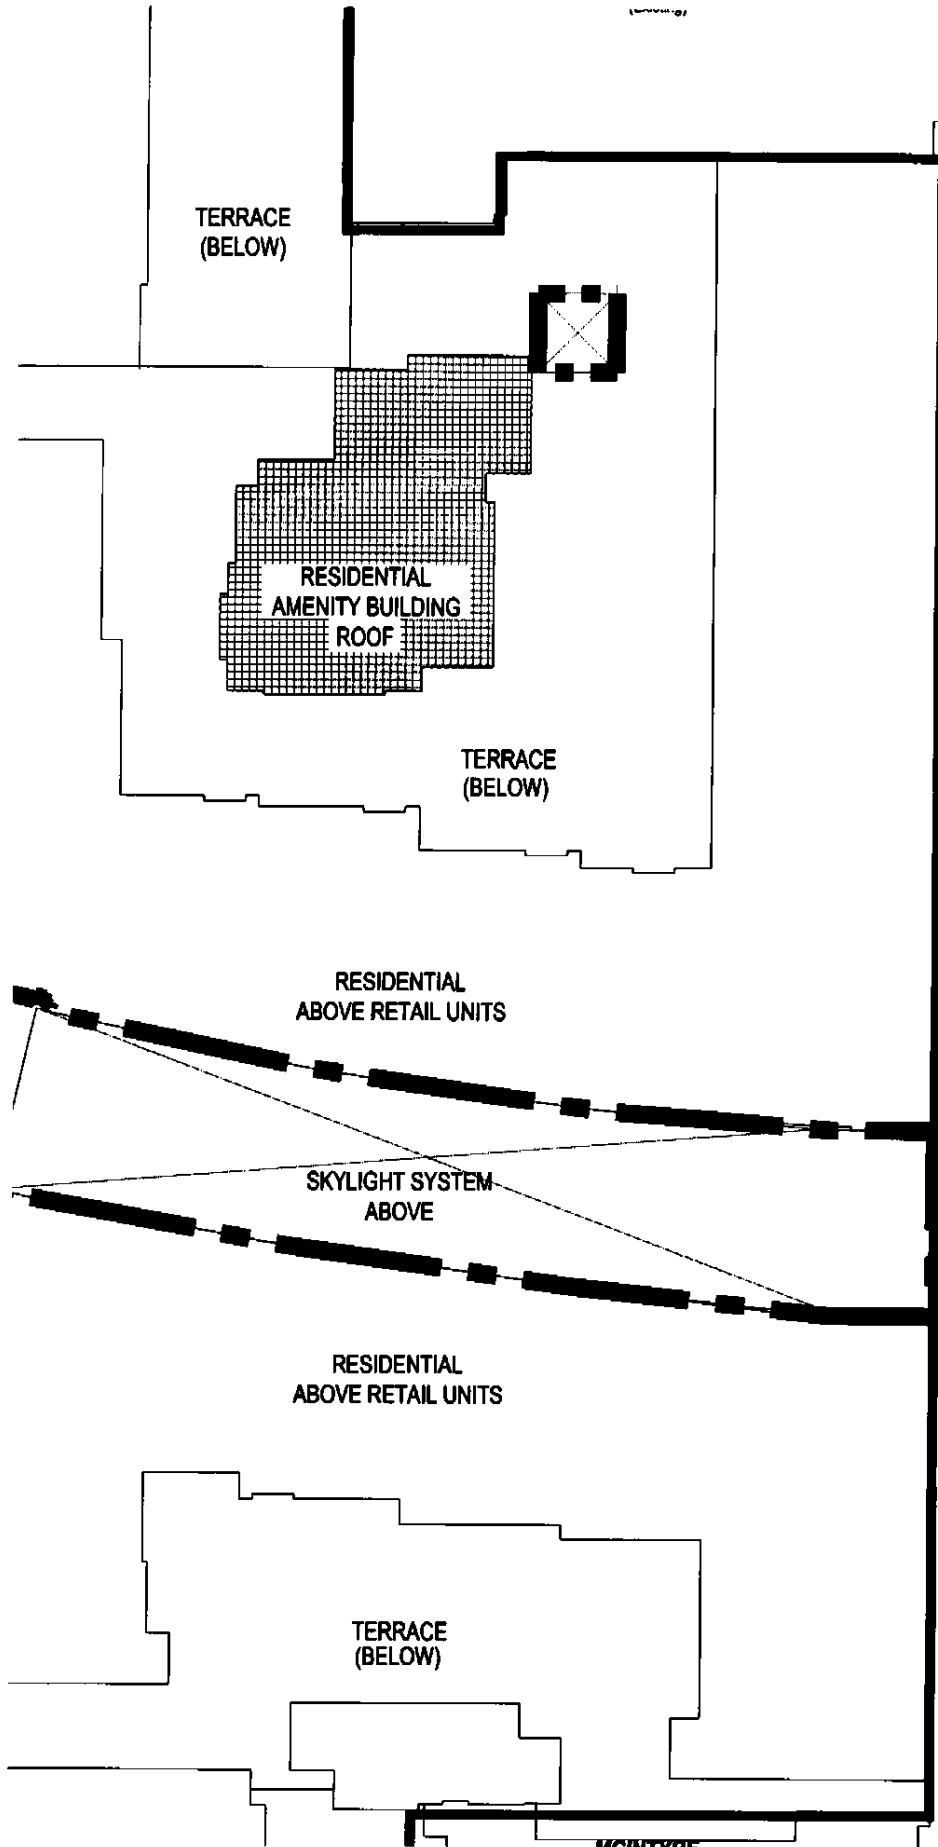 TERRACE
(BELOW)
RESIDENTIAL
AMENITY BUILDING
ROOF
TERRACE
(BELOW)
RESIDENTIAL
ABOVE RETAIL UNITS
SKYLIGHT SYSTEM
ABOVE
RESIDENTIAL
ABOVE RETAIL UNITS
TERRACE
(BELOW)
MCINTYRE